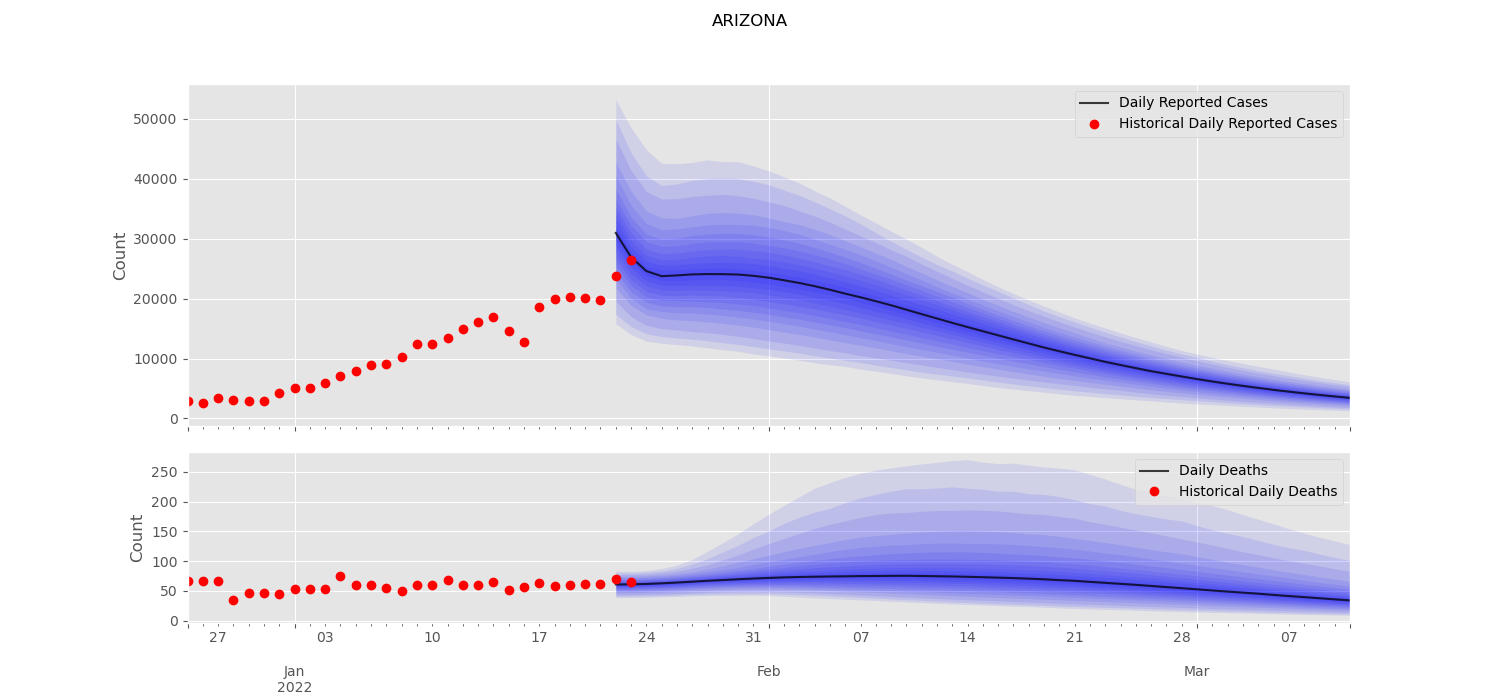 ARIZONA
Count
50000
40000
30000
20000
10000
0
Daily Reported Cases
Historical Daily Reported Cases
Count
250
200
150
100
50
0
Daily Deaths
Historical Daily Deaths
27 03 10 17 24 31 07 14 21 28 07
Jan Feb Mar
2022